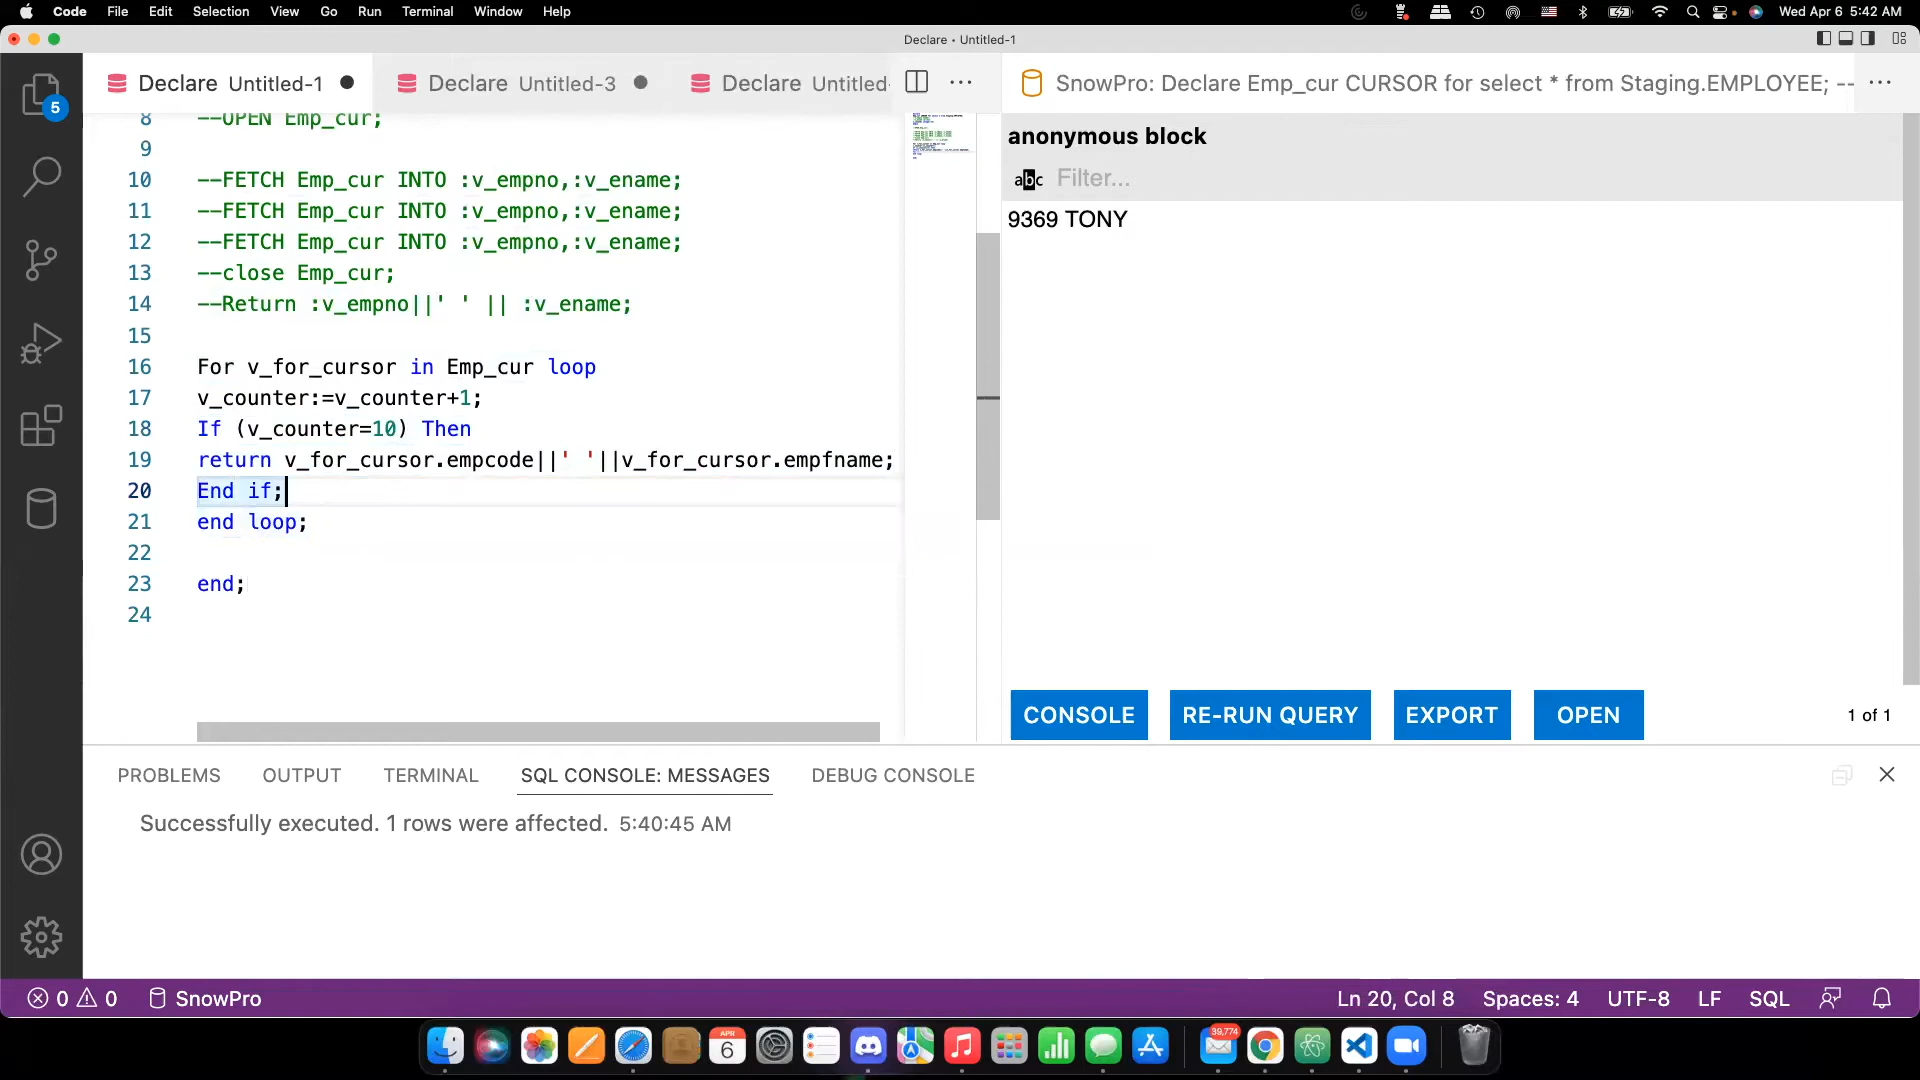 Code File Edit Selection View Go Run Terminal Window Help Wed Apr 6 5:42 AM
Declare • Untitled-1
5
Declare Untitled-1
Declare Untitled-3
Declare Untitled-
SnowPro: Declare Emp_cur CURSOR for select * from Staging.EMPLOYEE; --
8 --OPEN Emp_cur;
9
10 --FETCH Emp_cur INTO :v_empno,:v_ename;
11 --FETCH Emp_cur INTO :v_empno,:v_ename;
12 --FETCH Emp_cur INTO :v_empno,:v_ename;
13 --close Emp_cur;
14 --Return :v_empno||' ' || :v_ename;
15
16 For v_for_cursor in Emp_cur loop
17 v_counter:=v_counter+1;
18 If (v_counter=10) Then
19 return v_for_cursor.empcode||' '||v_for_cursor.empfname;
20 End if;
21 end loop;
22
23 end;
24
anonymous block
abc Filter...
9369 TONY
CONSOLE RE-RUN QUERY EXPORT OPEN 1 of 1
PROBLEMS OUTPUT TERMINAL SQL CONSOLE: MESSAGES DEBUG CONSOLE
Successfully executed. 1 rows were affected. 5:40:45 AM
0 0 SnowPro Ln 20, Col 8 Spaces: 4 UTF-8 LF SQL
APR
6
39,774